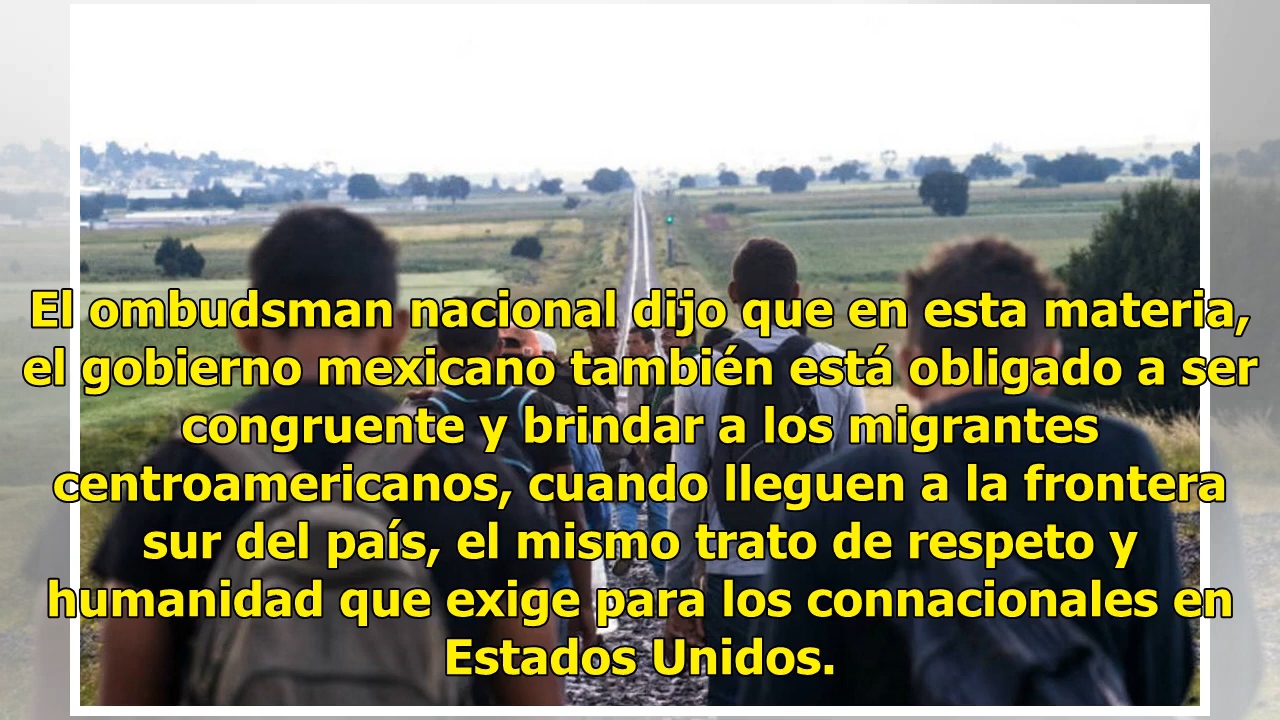 El ombudsman nacional dijo que en esta materia,
el gobierno mexicano también está obligado a ser
congruente y brindar a los migrantes
centroamericanos, cuando lleguen a la frontera
sur del país, el mismo trato de respeto y
humanidad que exige para los connacionales en
Estados Unidos.